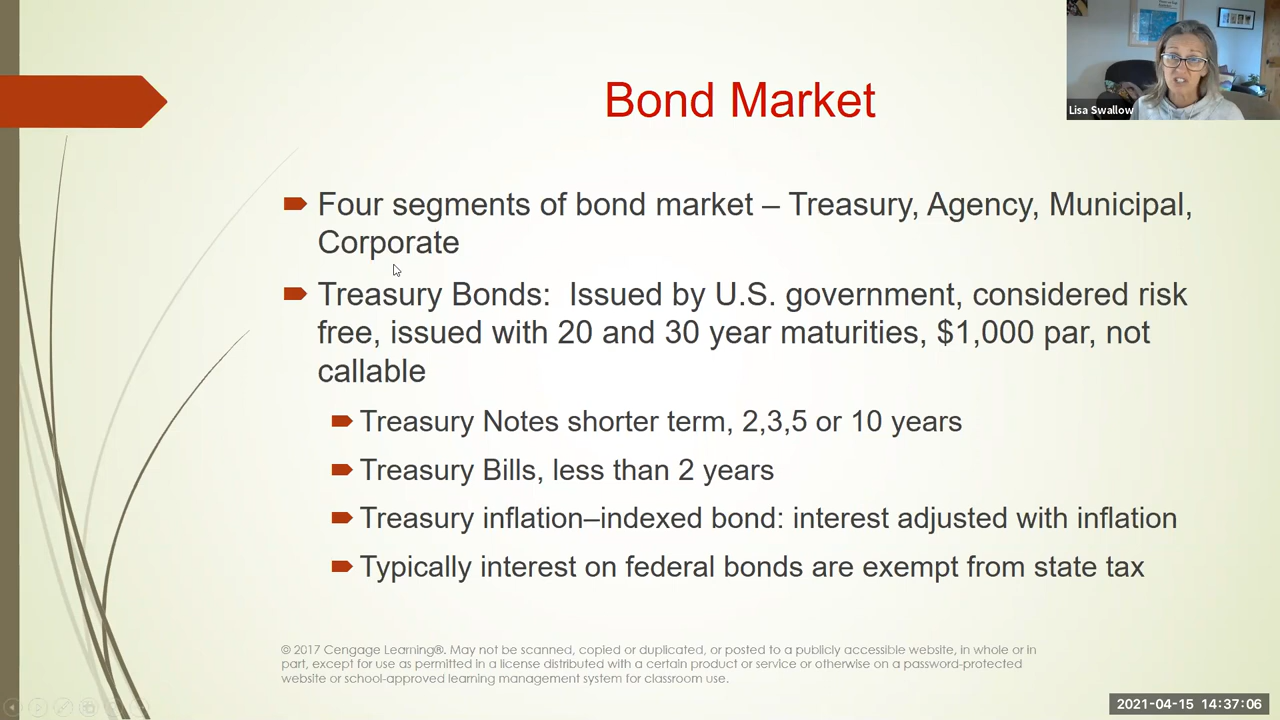 Bond Market
Lisa Swallow
Four segments of bond market – Treasury, Agency, Municipal,
Corporate
Treasury Bonds:  Issued by U.S. government, considered risk
free, issued with 20 and 30 year maturities, $1,000 par, not
callable
Treasury Notes shorter term, 2,3,5 or 10 years
Treasury Bills, less than 2 years
Treasury inflation–indexed bond: interest adjusted with inflation
Typically interest on federal bonds are exempt from state tax
© 2017 Cengage Learning®. May not be scanned, copied or duplicated, or posted to a publicly accessible website, in whole or in
part, except for use as permitted in a license distributed with a certain product or service or otherwise on a password-protected
website or school-approved learning management system for classroom use.
2021-04-15 14:37:06